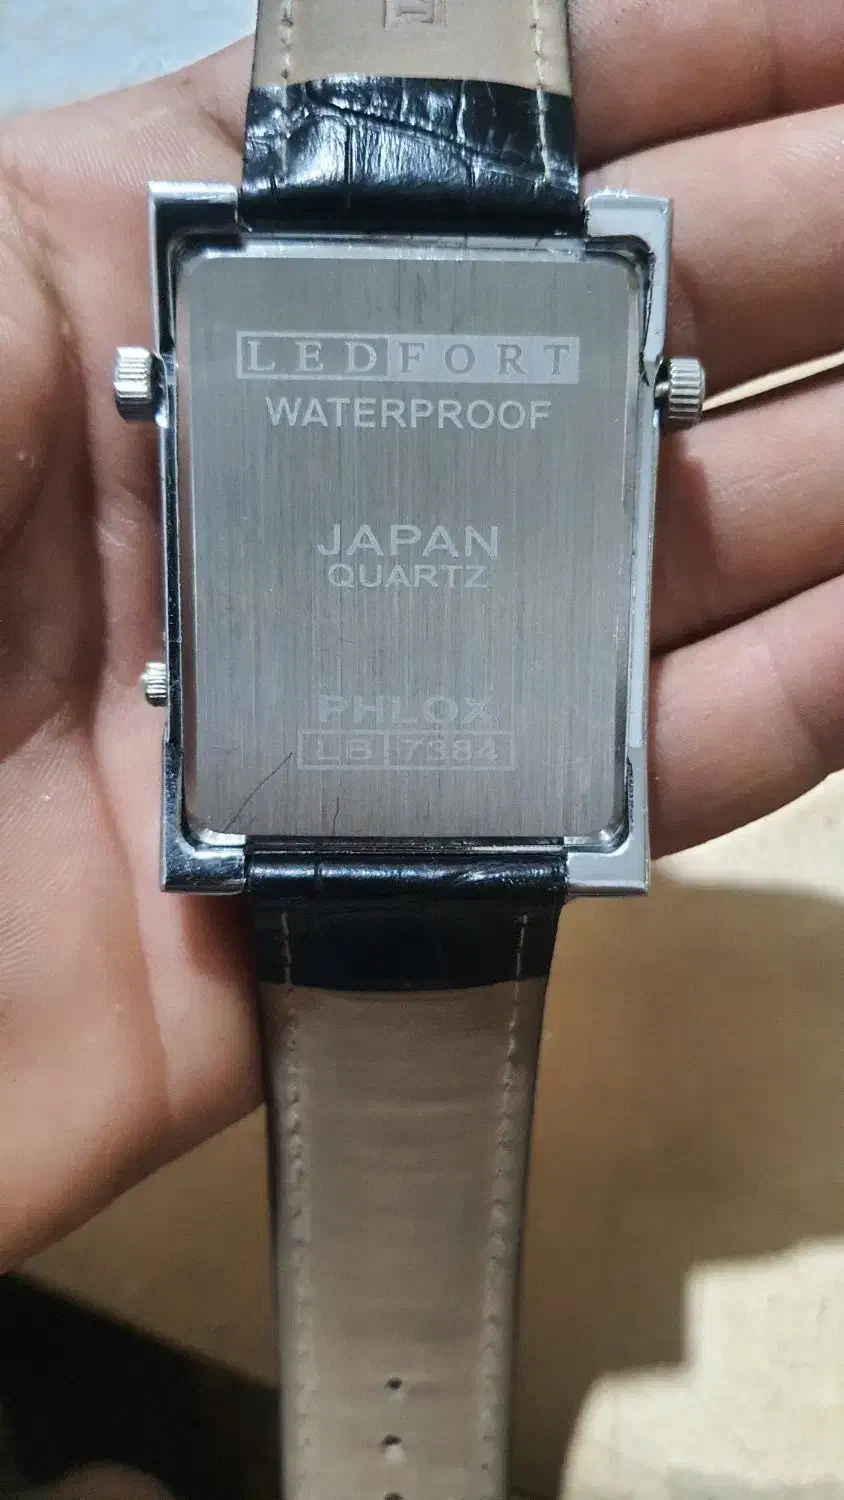 LEDFORT
WATERPROOF
JAPAN
QUARTZ
PHLOX
LB 7384